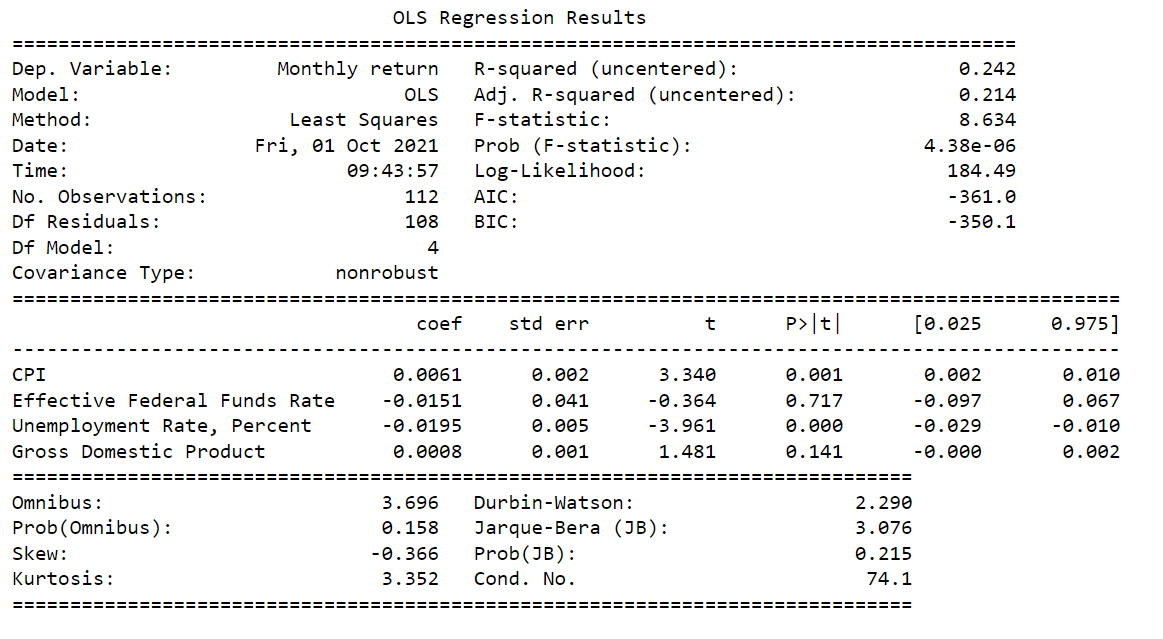 OLS Regression Results
==============================================================================
Dep. Variable: Monthly return R-squared (uncentered): 0.242
Model: OLS Adj. R-squared (uncentered): 0.214
Method: Least Squares F-statistic: 8.634
Date: Fri, 01 Oct 2021 Prob (F-statistic): 4.38e-06
Time: 09:43:57 Log-Likelihood: 184.49
No. Observations: 112 AIC: -361.0
Df Residuals: 108 BIC: -350.1
Df Model: 4
Covariance Type: nonrobust
==============================================================================
coef std err t P>|t| [0.025 0.975]
------------------------------------------------------------------------------
CPI 0.0061 0.002 3.340 0.001 0.002 0.010
Effective Federal Funds Rate -0.0151 0.041 -0.364 0.717 -0.097 0.067
Unemployment Rate, Percent -0.0195 0.005 -3.961 0.000 -0.029 -0.010
Gross Domestic Product 0.0008 0.001 1.481 0.141 -0.000 0.002
==============================================================================
Omnibus: 3.696 Durbin-Watson: 2.290
Prob(Omnibus): 0.158 Jarque-Bera (JB): 3.076
Skew: -0.366 Prob(JB): 0.215
Kurtosis: 3.352 Cond. No. 74.1
==============================================================================